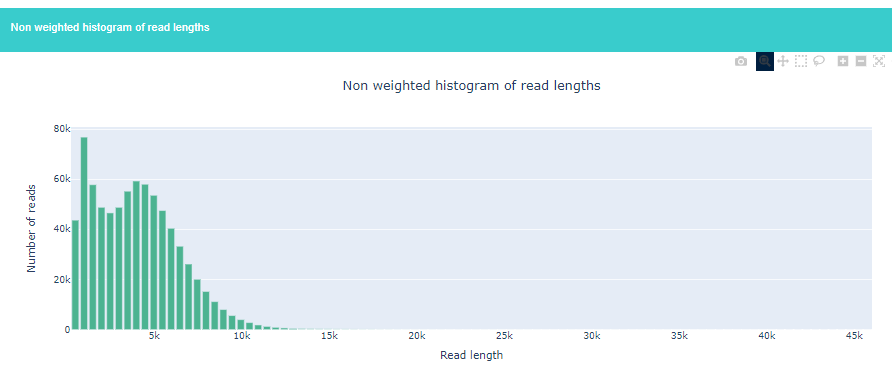 Non weighted histogram of read lengths
Non weighted histogram of read lengths
80k
60k
40k
20k
0
Number of reads
5k 10k 15k 20k 25k 30k 35k 40k 45k
Read length